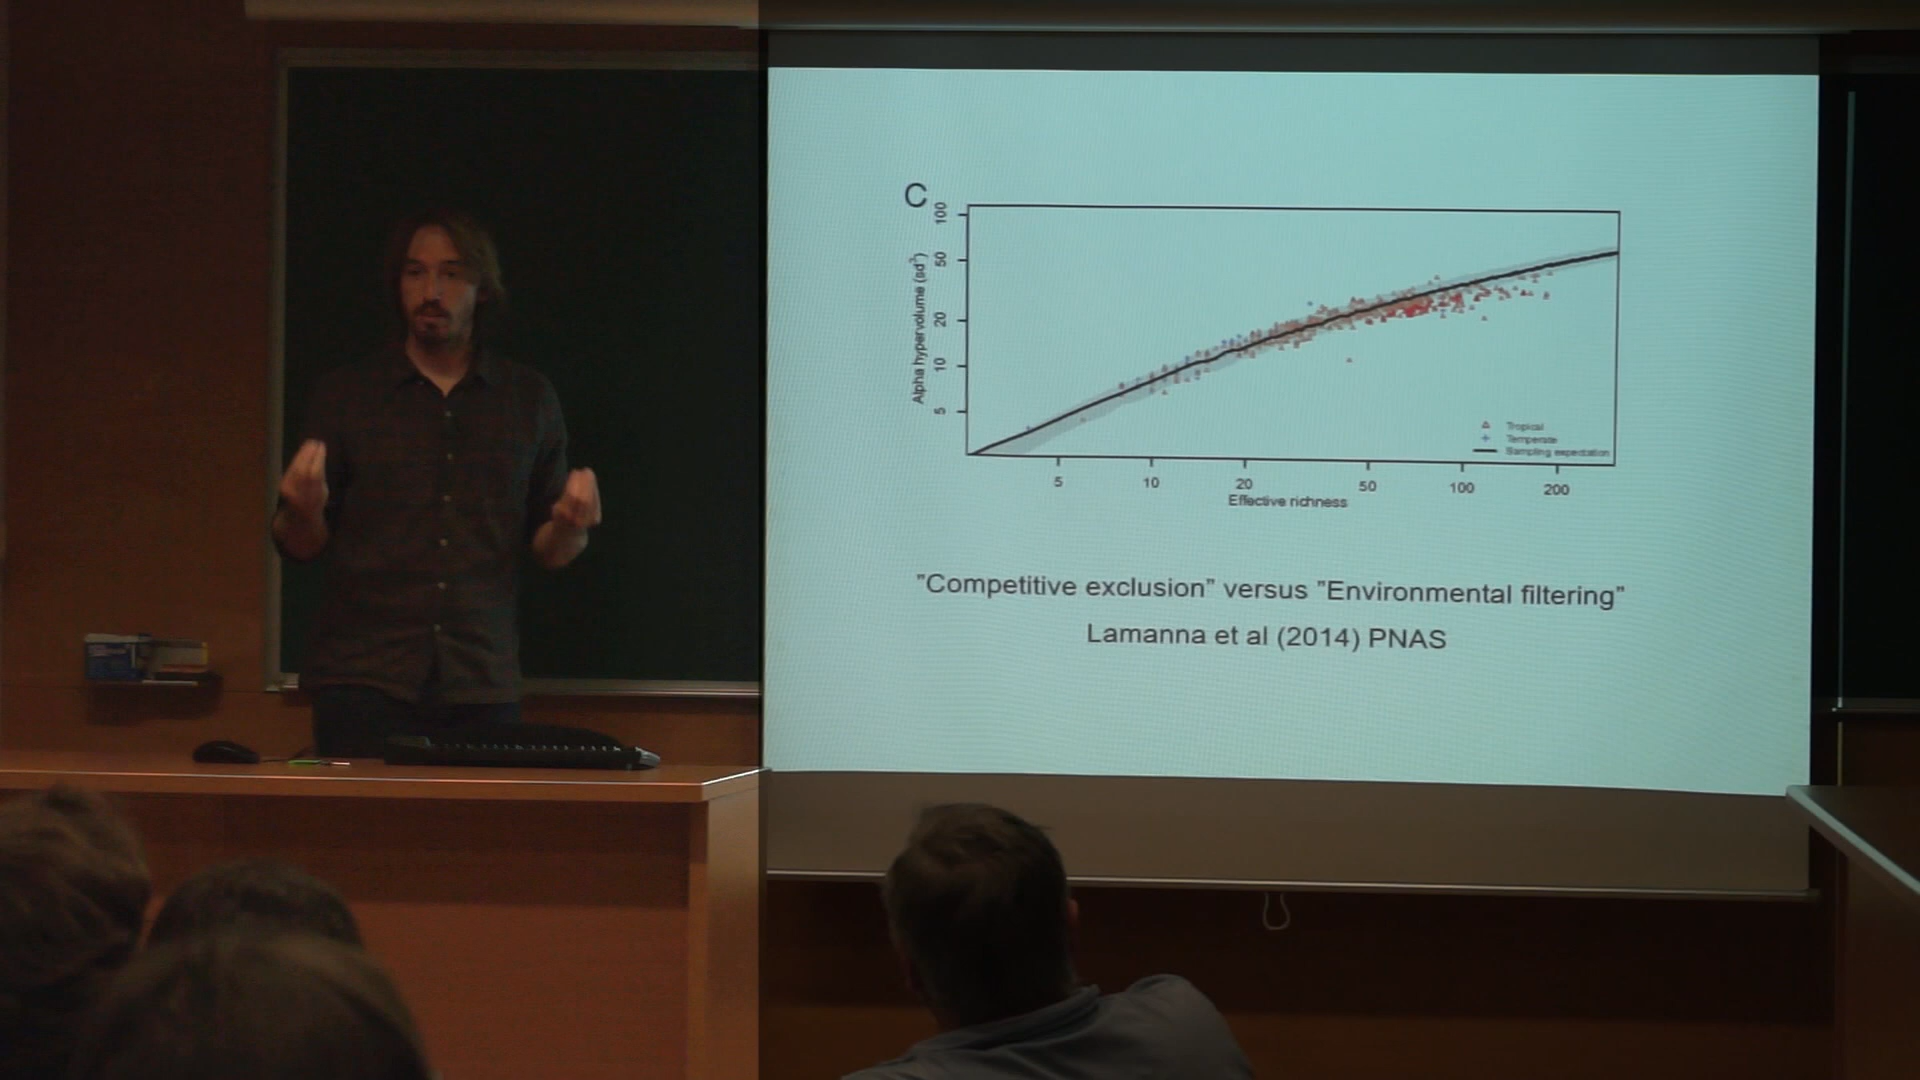 C
100
50
20
10
5
Alpha hypervolume (sd³)
Tropical
Temperate
Sampling expectation
5 10 20 50 100 200
Effective richness
"Competitive exclusion" versus "Environmental filtering"
Lamanna et al (2014) PNAS